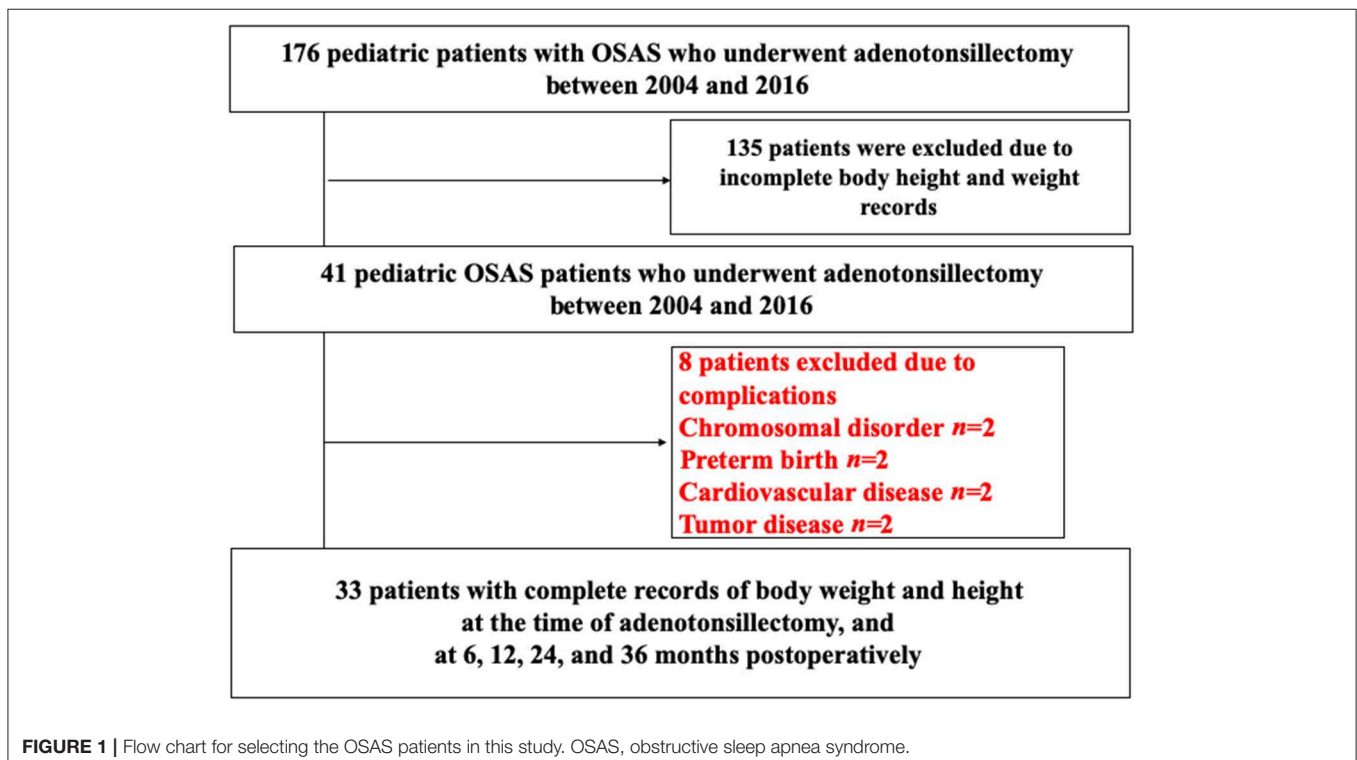 176 pediatric patients with OSAS who underwent adenotonsillectomy
between 2004 and 2016
135 patients were excluded due to
incomplete body height and weight
records
41 pediatric OSAS patients who underwent adenotonsillectomy
between 2004 and 2016
8 patients excluded due to
complications
Chromosomal disorder n=2
Preterm birth n=2
Cardiovascular disease n=2
Tumor disease n=2
33 patients with complete records of body weight and height
at the time of adenotonsillectomy, and
at 6, 12, 24, and 36 months postoperatively
FIGURE 1 | Flow chart for selecting the OSAS patients in this study. OSAS, obstructive sleep apnea syndrome.